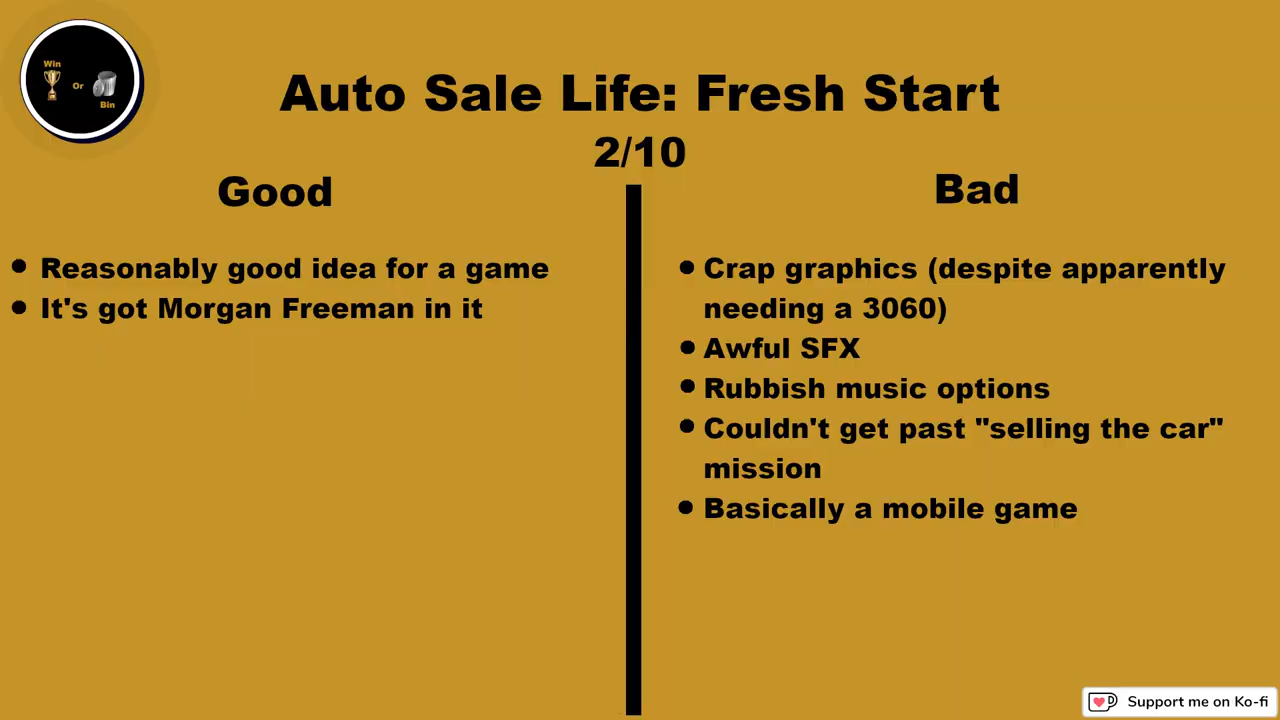 Win
Or
Bin
Auto Sale Life: Fresh Start
2/10
Good
• Reasonably good idea for a game
• It's got Morgan Freeman in it
Bad
• Crap graphics (despite apparently
needing a 3060)
• Awful SFX
• Rubbish music options
• Couldn't get past "selling the car"
mission
• Basically a mobile game
Support me on Ko-fi